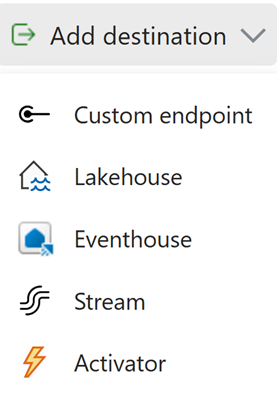 Add destination
Custom endpoint
Lakehouse
Eventhouse
Stream
Activator